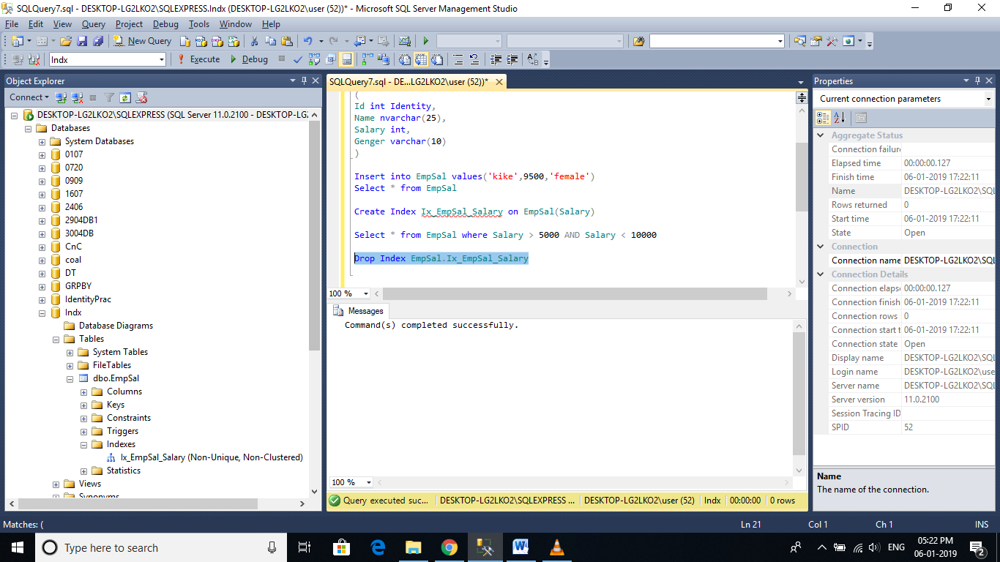 SQLQuery7.sql - DESKTOP-LG2LKO2\SQLEXPRESS.Indx (DESKTOP-LG2LKO2\user (52))* - Microsoft SQL Server Management Studio
File Edit View Query Project Debug Tools Window Help
New Query
Indx Execute Debug
Object Explorer
Connect
DESKTOP-LG2LKO2\SQLEXPRESS (SQL Server 11.0.2100 - DESKTOP-LG2
Databases
System Databases
0107
0720
0909
1607
2406
2904DB1
3004DB
CnC
coal
DT
GRPBY
IdentityPrac
Indx
Database Diagrams
Tables
System Tables
FileTables
dbo.EmpSal
Columns
Keys
Constraints
Triggers
Indexes
Ix_EmpSal_Salary (Non-Unique, Non-Clustered)
Statistics
Views
Synonyms
SQLQuery7.sql - DE...LG2LKO2\user (52))*
(
Id int Identity,
Name nvarchar(25),
Salary int,
Genger varchar(10)
)
Insert into EmpSal values('kike',9500,'female')
Select * from EmpSal
Create Index Ix_EmpSal_Salary on EmpSal(Salary)
Select * from EmpSal where Salary > 5000 AND Salary < 10000
Drop Index EmpSal.Ix_EmpSal_Salary
100 %
Messages
Command(s) completed successfully.
100 %
Query executed suc... DESKTOP-LG2LKO2\SQLEXPRESS ... DESKTOP-LG2LKO2\user (52) Indx 00:00:00 0 rows
Properties
Current connection parameters
Aggregate Status
Connection failure
Elapsed time 00:00:00.127
Finish time 06-01-2019 17:22:11
Name DESKTOP-LG2LKO2\SQL
Rows returned 0
Start time 06-01-2019 17:22:11
State Open
Connection
Connection name DESKTOP-LG2LKO2\SQL
Connection Details
Connection elaps 00:00:00.127
Connection finish 06-01-2019 17:22:11
Connection rows 0
Connection start t 06-01-2019 17:22:11
Connection state Open
Display name DESKTOP-LG2LKO2\SQL
Login name DESKTOP-LG2LKO2\use
Server name DESKTOP-LG2LKO2\SQL
Server version 11.0.2100
Session Tracing ID
SPID 52
Name
The name of the connection.
Matches: ( Ln 21 Col 1 Ch 1 INS
Type here to search
ENG
05:22 PM
06-01-2019
2